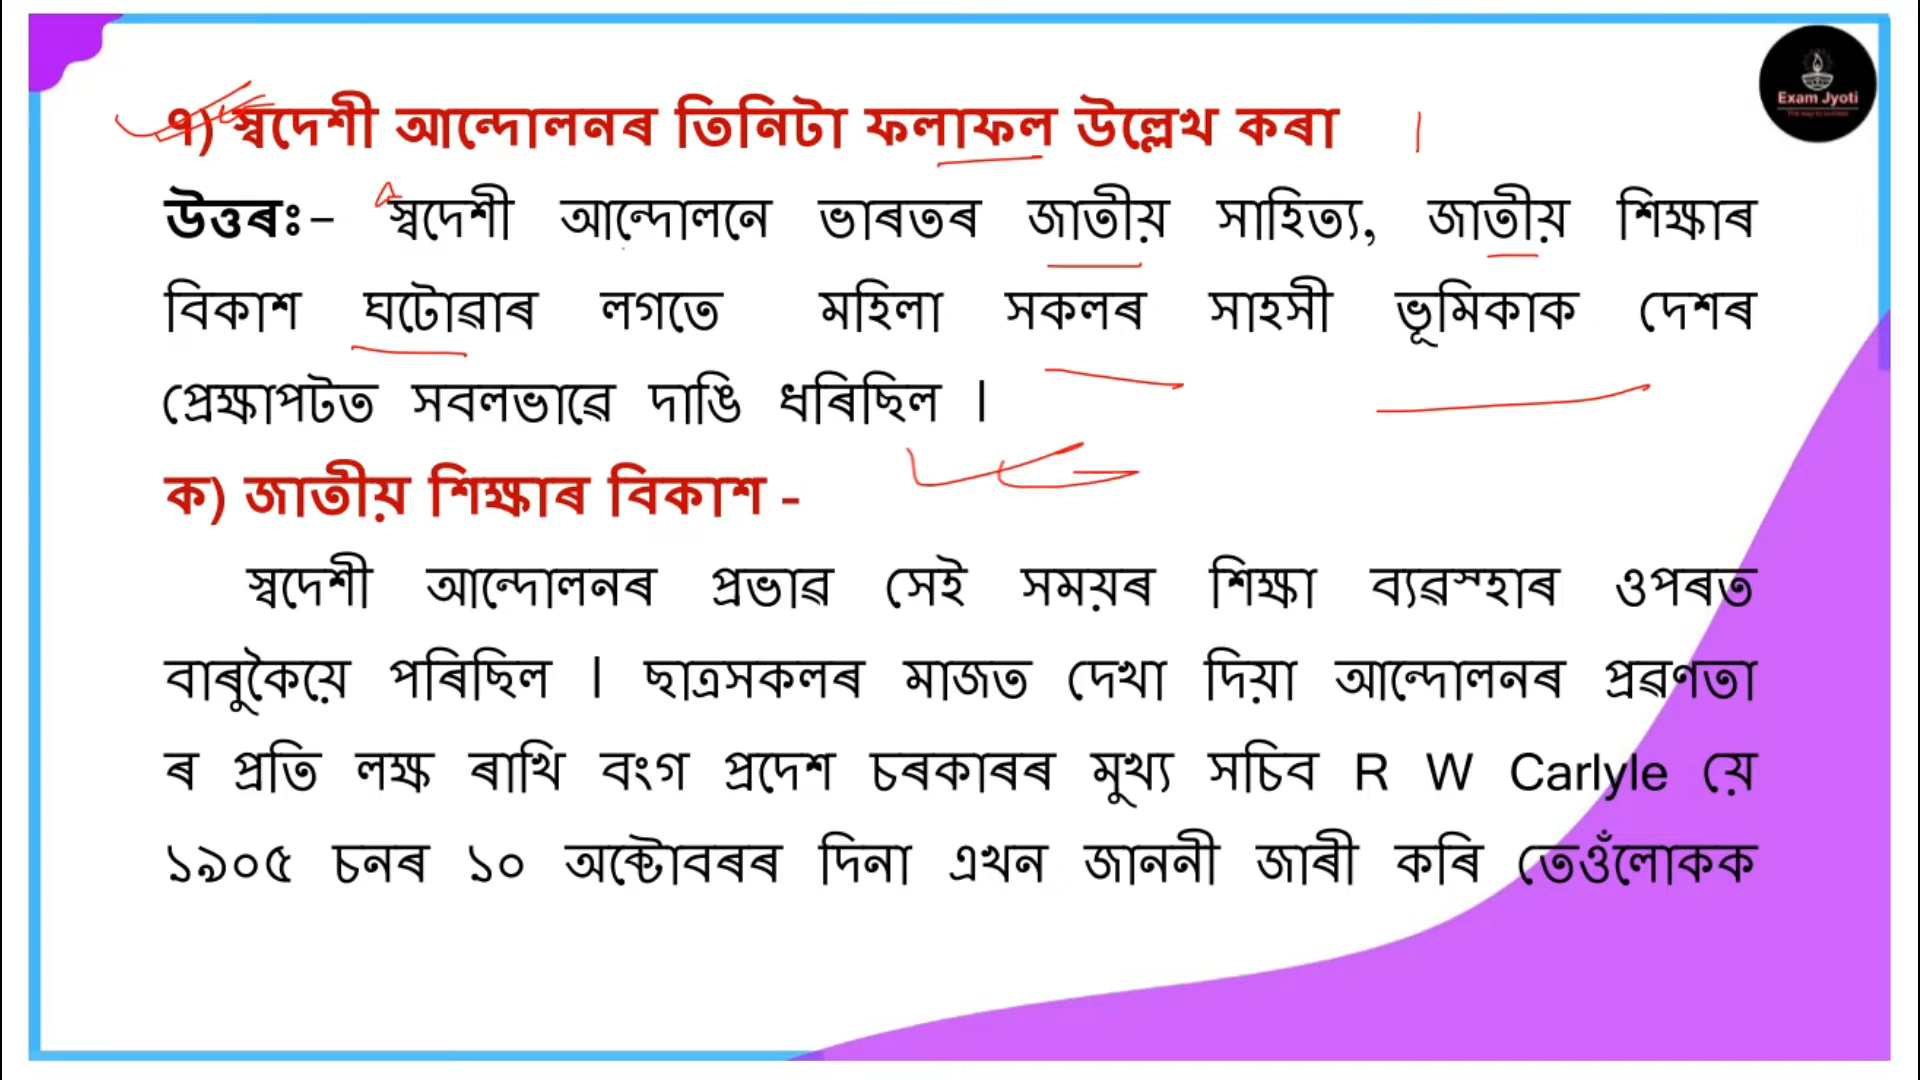 ৭) স্বদেশী আন্দোলনৰ তিনিটা ফলাফল উল্লেখ কৰা
উত্তৰঃ– স্বদেশী আন্দোলনে ভাৰতৰ জাতীয় সাহিত্য, জাতীয় শিক্ষাৰ
বিকাশ ঘটোৱাৰ লগতে মহিলা সকলৰ সাহসী ভূমিকাক দেশৰ
প্ৰেক্ষাপটত সবলভাৱে দাঙি ধৰিছিল ।
ক) জাতীয় শিক্ষাৰ বিকাশ -
স্বদেশী আন্দোলনৰ প্ৰভাৱ সেই সময়ৰ শিক্ষা ব্যৱস্হাৰ ওপৰত
বাৰুকৈয়ে পৰিছিল । ছাত্ৰসকলৰ মাজত দেখা দিয়া আন্দোলনৰ প্ৰৱণতা
ৰ প্ৰতি লক্ষ ৰাখি বংগ প্ৰদেশ চৰকাৰৰ মুখ্য সচিব R W Carlyle য়ে
১৯০৫ চনৰ ১০ অক্টোবৰৰ দিনা এখন জাননী জাৰী কৰি তেওঁলোকক
Exam Jyoti